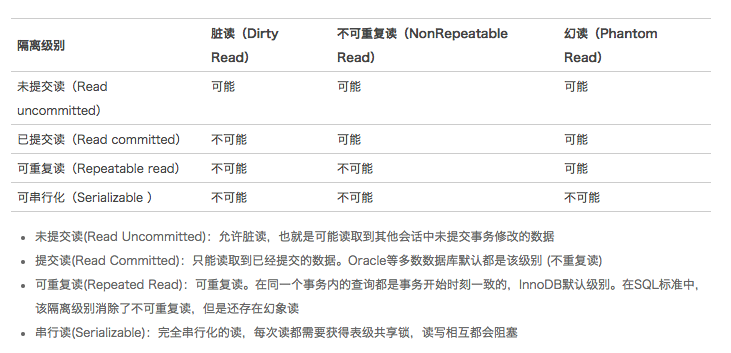 隔离级别 脏读（Dirty Read） 不可重复读（NonRepeatable Read） 幻读（Phantom Read）
未提交读（Read uncommitted） 可能 可能 可能
已提交读（Read committed） 不可能 可能 可能
可重复读（Repeatable read） 不可能 不可能 可能
可串行化（Serializable ） 不可能 不可能 不可能
• 未提交读(Read Uncommitted)：允许脏读，也就是可能读取到其他会话中未提交事务修改的数据
• 提交读(Read Committed)：只能读取到已经提交的数据。Oracle等多数数据库默认都是该级别 (不重复读)
• 可重复读(Repeated Read)：可重复读。在同一个事务内的查询都是事务开始时刻一致的，InnoDB默认级别。在SQL标准中，
该隔离级别消除了不可重复读，但是还存在幻象读
• 串行读(Serializable)：完全串行化的读，每次读都需要获得表级共享锁，读写相互都会阻塞